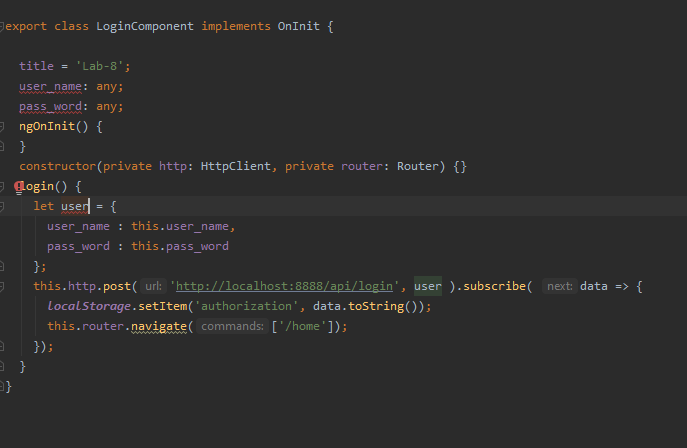 export class LoginComponent implements OnInit {
title = 'Lab-8';
user_name: any;
pass_word: any;
ngOnInit() {
}
constructor(private http: HttpClient, private router: Router) {}
login() {
let user = {
user_name : this.user_name,
pass_word : this.pass_word
};
this.http.post( url: 'http://localhost:8888/api/login', user ).subscribe( next: data => {
localStorage.setItem('authorization', data.toString());
this.router.navigate( commands: ['/home']);
});
}
}